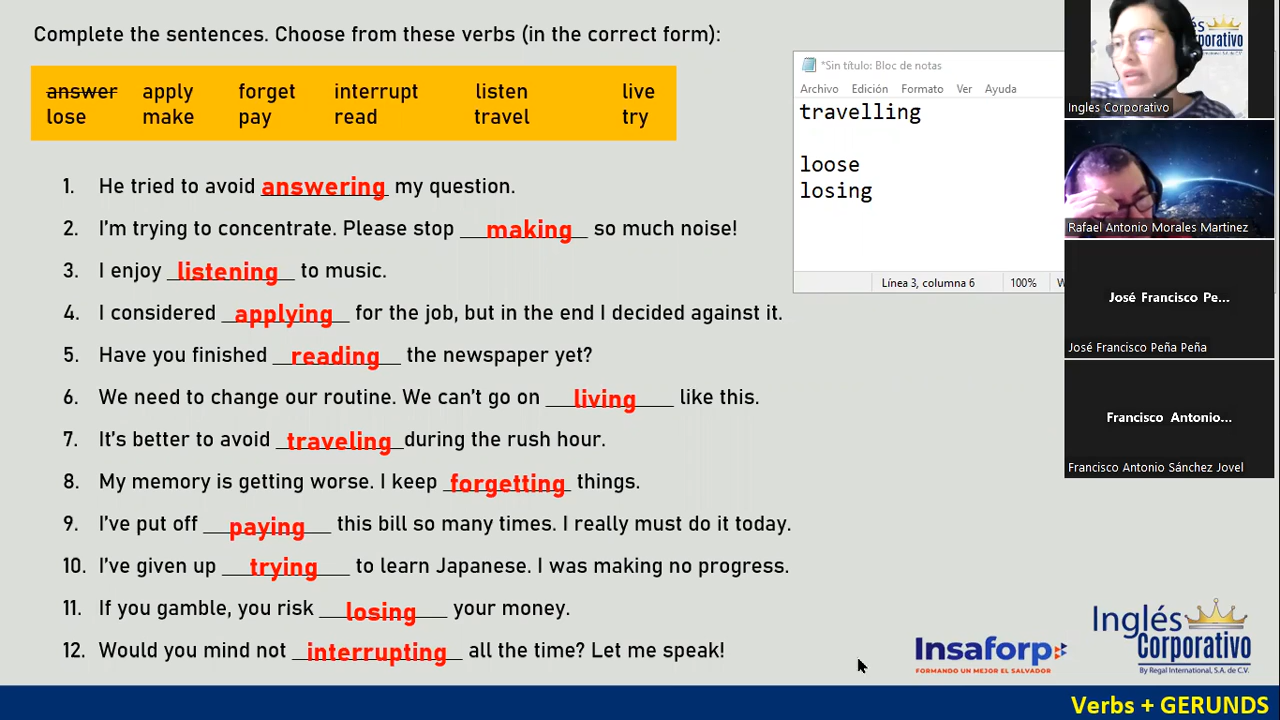 Complete the sentences. Choose from these verbs (in the correct form):
answer apply forget interrupt listen live
lose make pay read travel try
1. He tried to avoid answering my question.
2. I'm trying to concentrate. Please stop making so much noise!
3. I enjoy listening to music.
4. I considered applying for the job, but in the end I decided against it.
5. Have you finished reading the newspaper yet?
6. We need to change our routine. We can't go on living like this.
7. It's better to avoid traveling during the rush hour.
8. My memory is getting worse. I keep forgetting things.
9. I've put off paying this bill so many times. I really must do it today.
10. I've given up trying to learn Japanese. I was making no progress.
11. If you gamble, you risk losing your money.
12. Would you mind not interrupting all the time? Let me speak!
*Sin título: Bloc de notas
Archivo Edición Formato Ver Ayuda
travelling
loose
losing
Línea 3, columna 6 100% W
Inglés
Corporativo
Ingles Corporativo
Rafael Antonio Morales Martinez
José Francisco Pe...
José Francisco Peña Peña
Francisco Antonio...
Francisco Antonio Sánchez Jovel
Insaforp
FORMANDO UN MEJOR EL SALVADOR
Inglés
Corporativo
By Regal International, S.A. de C.V.
Verbs + GERUNDS